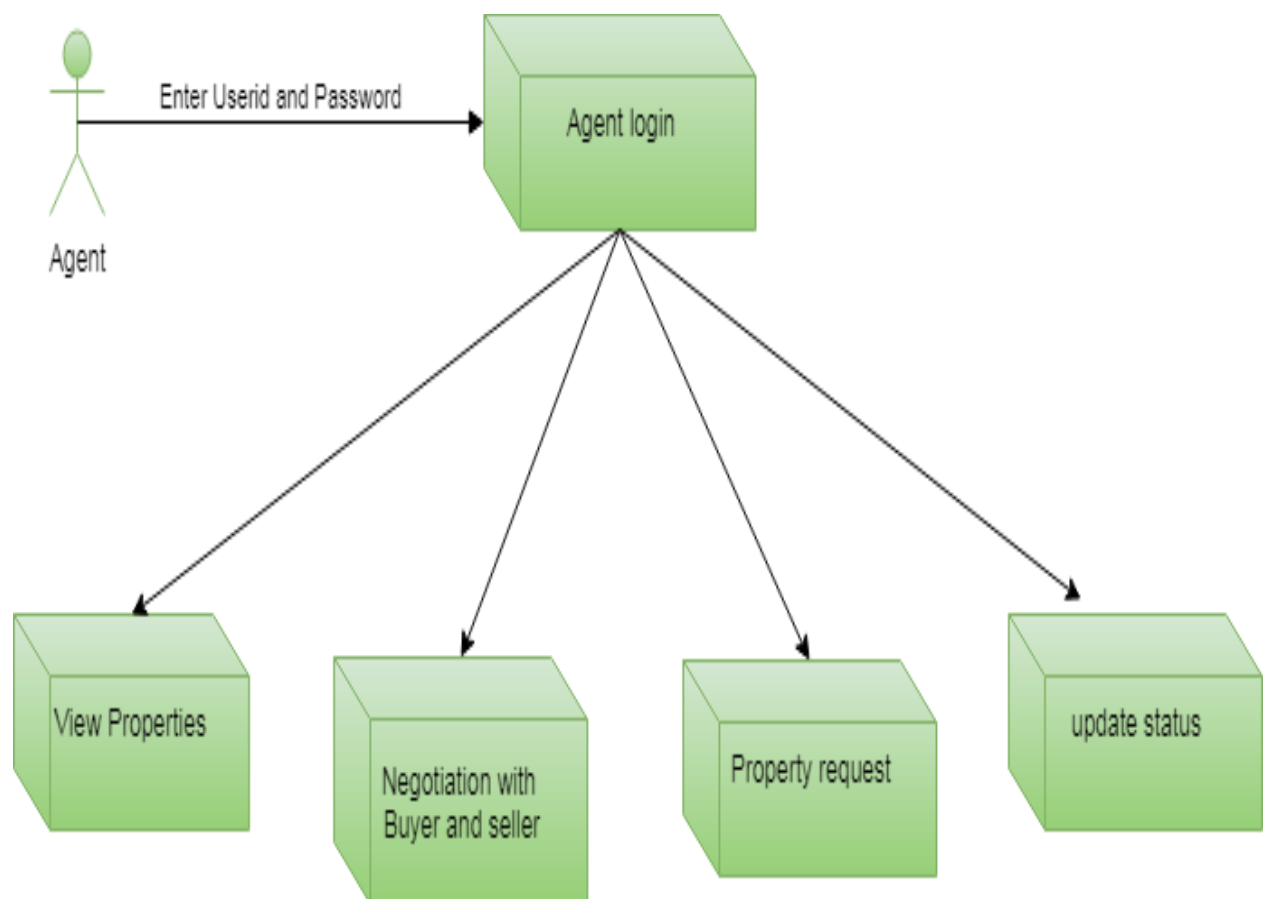 Enter Userid and Password
Agent login
Agent
View Properties
Negotiation with
Buyer and seller
Property request
update status